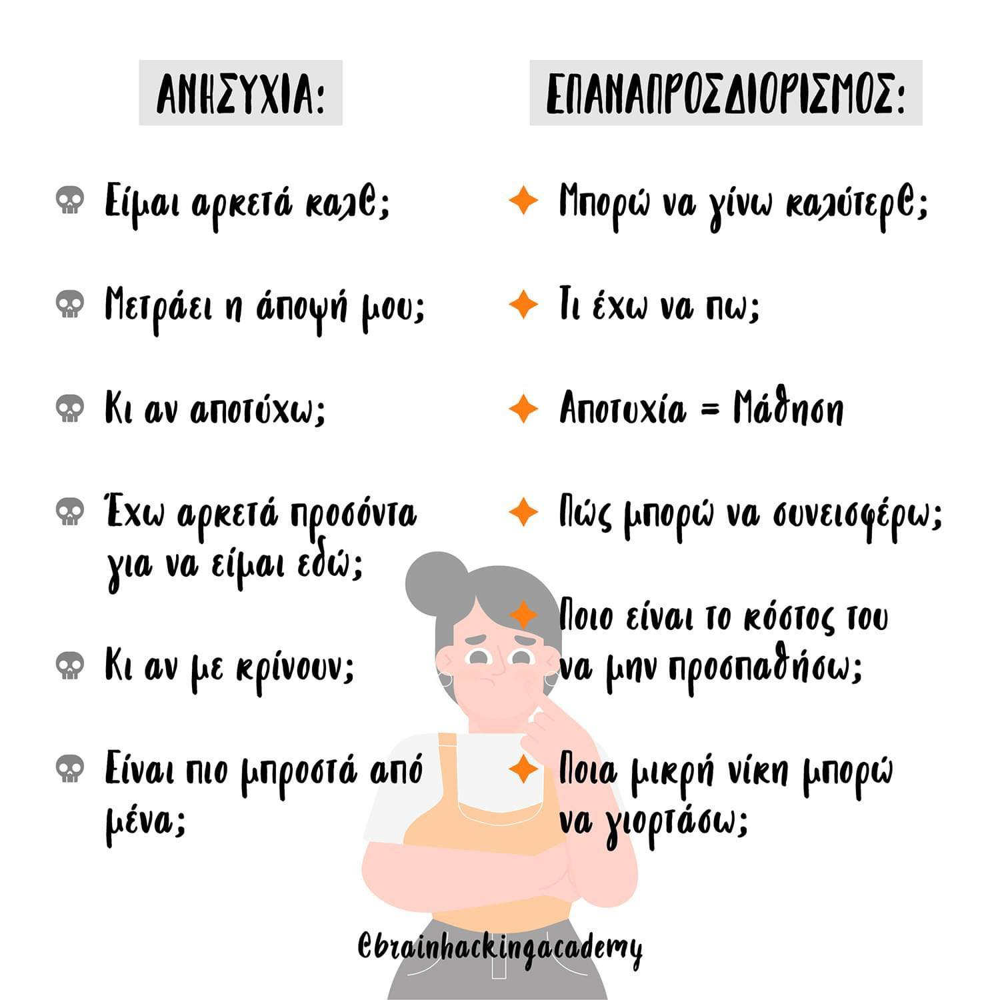 ΑΝΗΣΥΧΙΑ:
Είμαι αρκετά καλ@;
Μετράει η άποψή μου;
Κι αν αποτύχω;
Έχω αρκετά προσόντα
για να είμαι εδώ;
Κι αν με κρίνουν;
Είναι πιο μπροστά από
μένα;
ΕΠΑΝΑΠΡΟΣΔΙΟΡΙΣΜΟΣ:
Μπορώ να γίνω καλύτερ@;
Τι έχω να πω;
Αποτυχία = Μάθηση
Πώς μπορώ να συνεισφέρω;
Ποιο είναι το κόστος του
να μην προσπαθήσω;
Ποια μικρή νίκη μπορώ
να γιορτάσω;
@brainhackingacademy